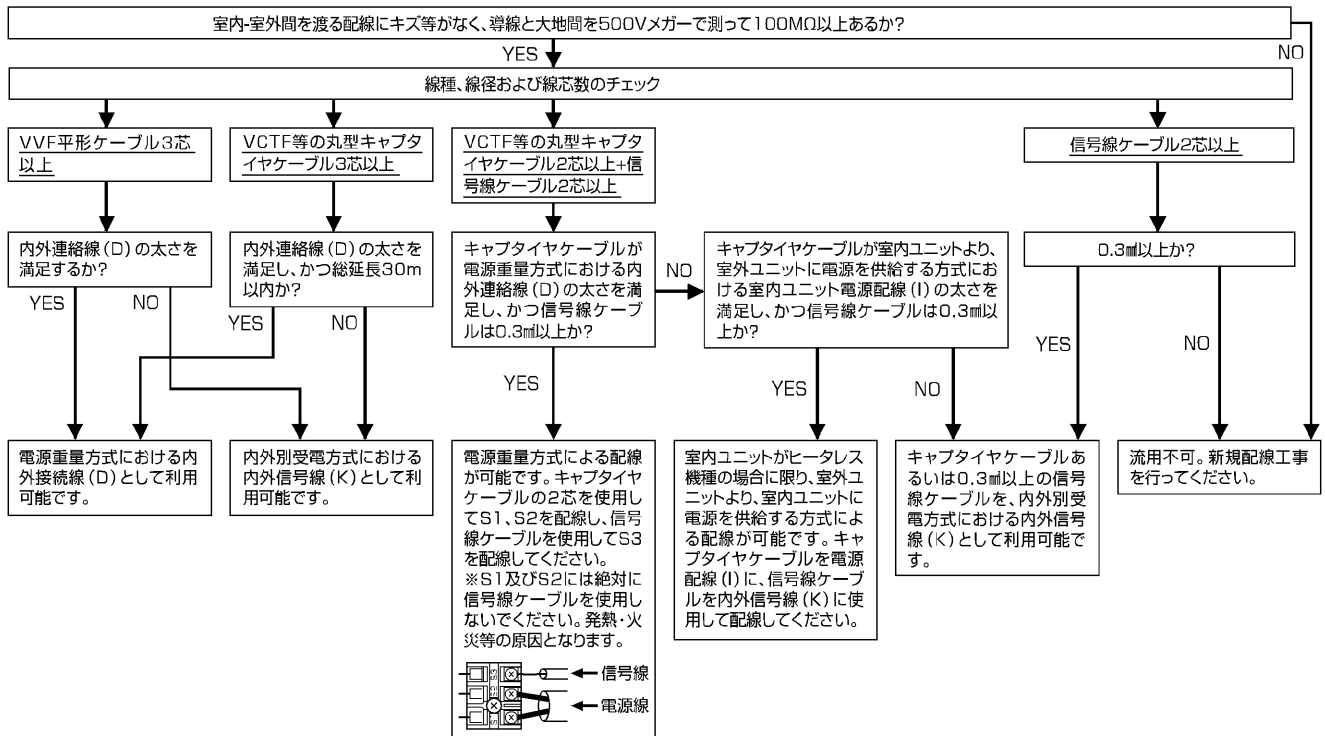 室内-室外間を渡る配線にキズ等がなく、導線と大地間を500Vメガーで測って100MΩ以上あるか?
YES
NO
線種、線径および線芯数のチェック
VVF平形ケーブル3芯
以上
VCTF等の丸型キャプタ
イヤケーブル3芯以上
VCTF等の丸型キャプタ
イヤケーブル2芯以上+信
号線ケーブル2芯以上
信号線ケーブル2芯以上
内外連絡線(D)の太さを
満足するか?
内外連絡線(D)の太さを
満足し、かつ総延長30m
以内か?
キャプタイヤケーブルが
電源重量方式における内
外連絡線(D)の太さを満
足し、かつ信号線ケーブ
ルは0.3㎟以上か?
NO
キャプタイヤケーブルが室内ユニットより、
室外ユニットに電源を供給する方式にお
ける室内ユニット電源配線(I)の太さを
満足し、かつ信号線ケーブルは0.3㎟以
上か?
0.3㎟以上か?
YES
NO
YES
NO
YES
YES
NO
YES
NO
電源重量方式における内
外接続線(D)として利用
可能です。
内外別受電方式における
内外信号線(K)として利
用可能です。
電源重量方式による配線
が可能です。キャプタイヤ
ケーブルの2芯を使用し
てS1、S2を配線し、信号
線ケーブルを使用してS3
を配線してください。
※S1及びS2には絶対に
信号線ケーブルを使用し
ないでください。発熱・火
災等の原因となります。
S3
信号線
S2
電源線
室内ユニットがヒータレス
機種の場合に限り、室外ユ
ニットより、室内ユニットに
電源を供給する方式によ
る配線が可能です。キャ
プタイヤケーブルを電源
配線(I)に、信号線ケーブ
ルを内外信号線(K)に使
用して配線してください。
キャプタイヤケーブルあ
るいは0.3㎟以上の信号
線ケーブルを、内外別受
電方式における内外信号
線(K)として利用可能で
す。
流用不可。新規配線工事
を行ってください。